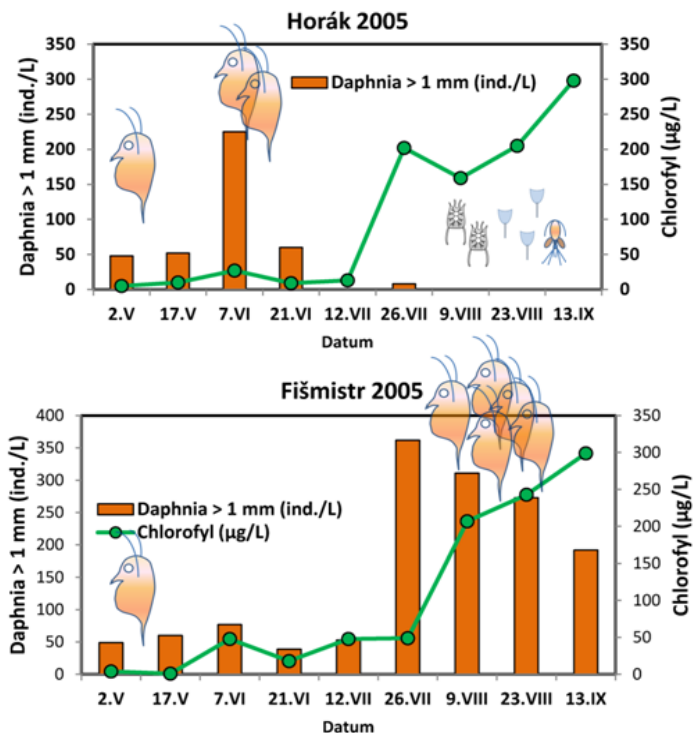 Horák 2005
Daphnia > 1 mm (ind./L)
350
300
250
200
150
100
50
0
Daphnia > 1 mm (ind./L)
350
300
250
200
150
100
50
0
Chlorofyl (µg/L)
2.V 17.V 7.VI 21.VI 12.VII 26.VII 9.VIII 23.VIII 13.IX
Datum
Fišmistr 2005
Daphnia > 1 mm (ind./L)
400
350
300
250
200
150
100
50
0
Daphnia > 1 mm (ind./L)
Chlorofyl (µg/L)
350
300
250
200
150
100
50
0
Chlorofyl (µg/L)
2.V 17.V 7.VI 21.VI 12.VII 26.VII 9.VIII 23.VIII 13.IX
Datum